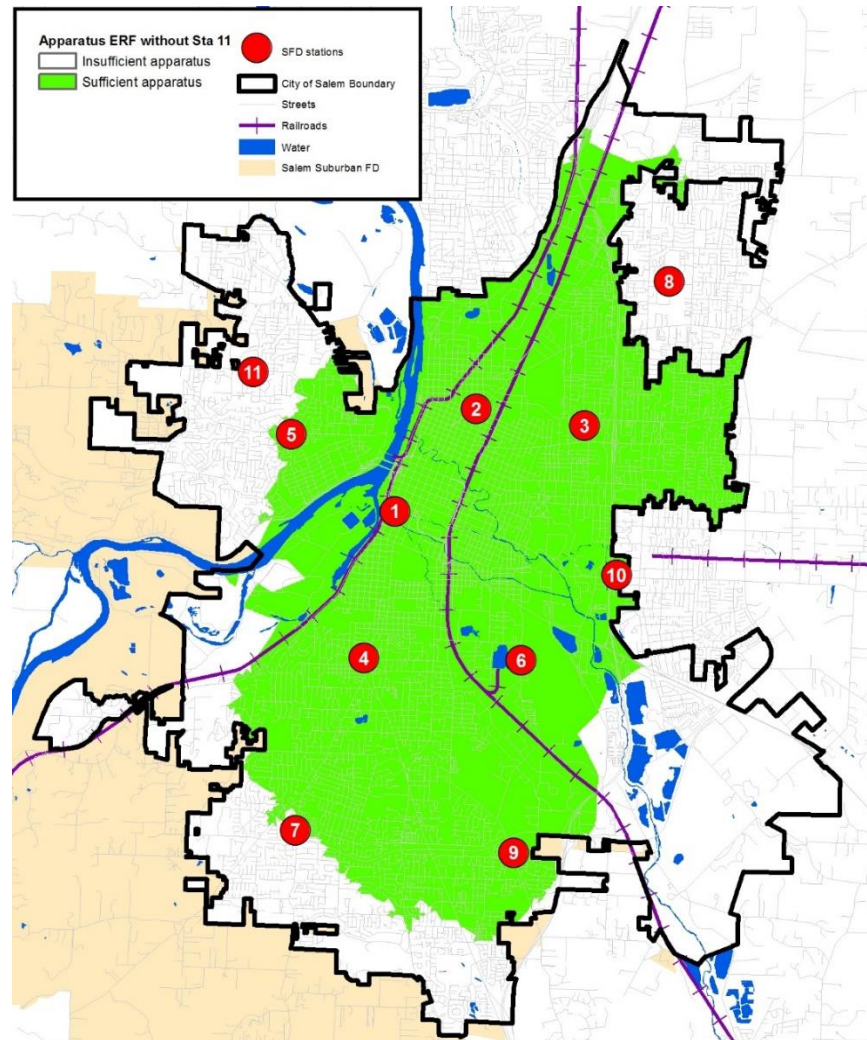 Apparatus ERF without Sta 11
Insufficient apparatus
Sufficient apparatus
SFD stations
City of Salem Boundary
Streets
Railroads
Water
Salem Suburban FD
8
11
2
3
5
1
10
4
6
7
9